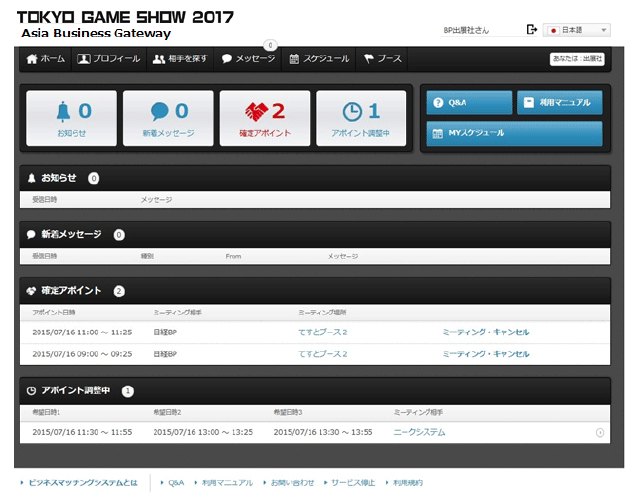 TOKYO GAME SHOW 2017
Asia Business Gateway
BP出展社さん 日本語
0
ホーム プロフィール 相手を探す メッセージ スケジュール ブース あなたは:出展社
0 0 2 1
お知らせ 新着メッセージ 確定アポイント アポイント調整中
Q&A 利用マニュアル
MYスケジュール
お知らせ 0
受信日時 メッセージ
新着メッセージ 0
受信日時 種別 From メッセージ
確定アポイント 2
アポイント日時 ミーティング相手 ミーティング場所
2015/07/16 11:00 ～ 11:25 日経BP てすとブース2 ミーティング・キャンセル
2015/07/16 09:00 ～ 09:25 日経BP てすとブース2 ミーティング・キャンセル
アポイント調整中 1
希望日時1 希望日時2 希望日時3 ミーティング相手
2015/07/16 11:30 ～ 11:55 2015/07/16 13:00 ～ 13:25 2015/07/16 13:30 ～ 13:55 ニークシステム
ビジネスマッチングシステムとは Q&A 利用マニュアル お問い合わせ サービス停止 利用規約